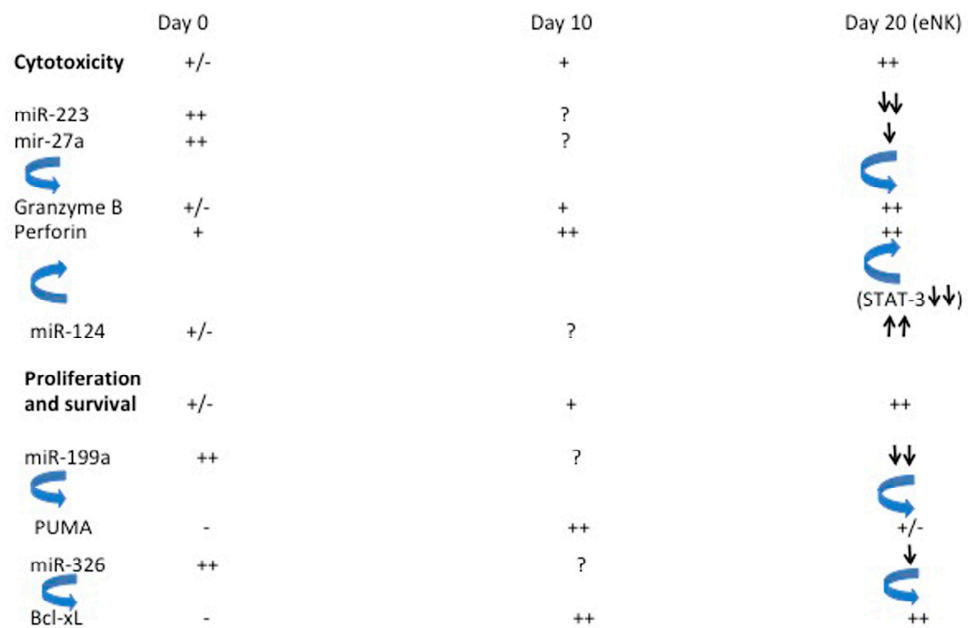 Day 0 Day 10 Day 20 (eNK)
Cytotoxicity +/- + ++
miR-223 ++ ? ↓↓
mir-27a ++ ? ↓
Granzyme B +/- + ++
Perforin + ++ ++
(STAT-3↓↓)
miR-124 +/- ? ↑↑
Proliferation
and survival +/- + ++
miR-199a ++ ? ↓↓
PUMA - ++ +/-
miR-326 ++ ? ↓
Bcl-xL - ++ ++